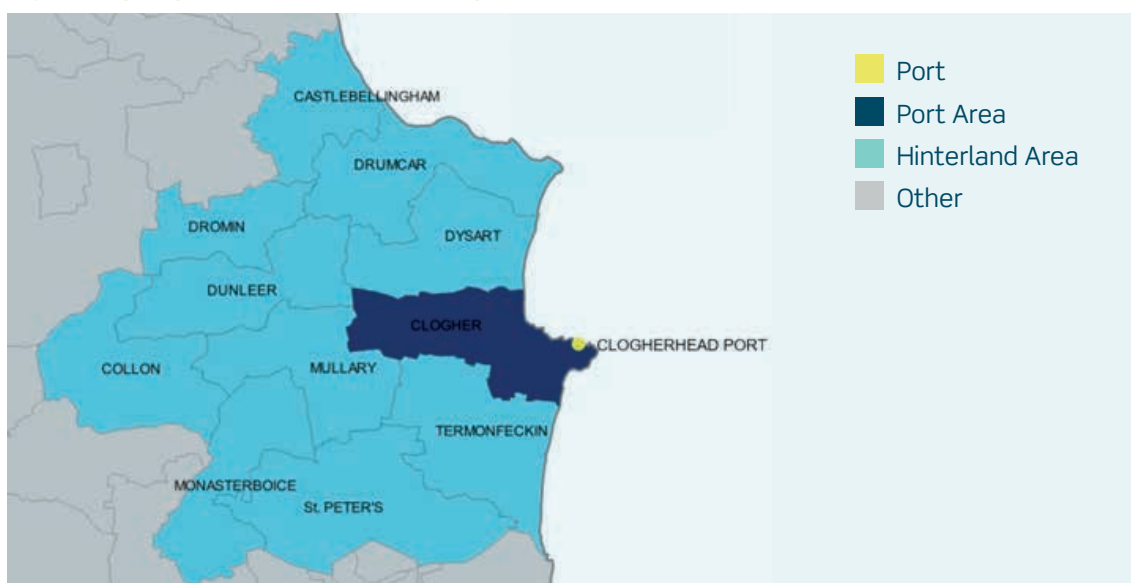 Port
Port Area
Hinterland Area
Other
CASTLEBELLINGHAM
DRUMCAR
DROMIN
DYSART
DUNLEER
CLOGHER
CLOGHERHEAD PORT
COLLON
MULLARY
TERMONFECKIN
MONASTERBOICE
St. PETER'S